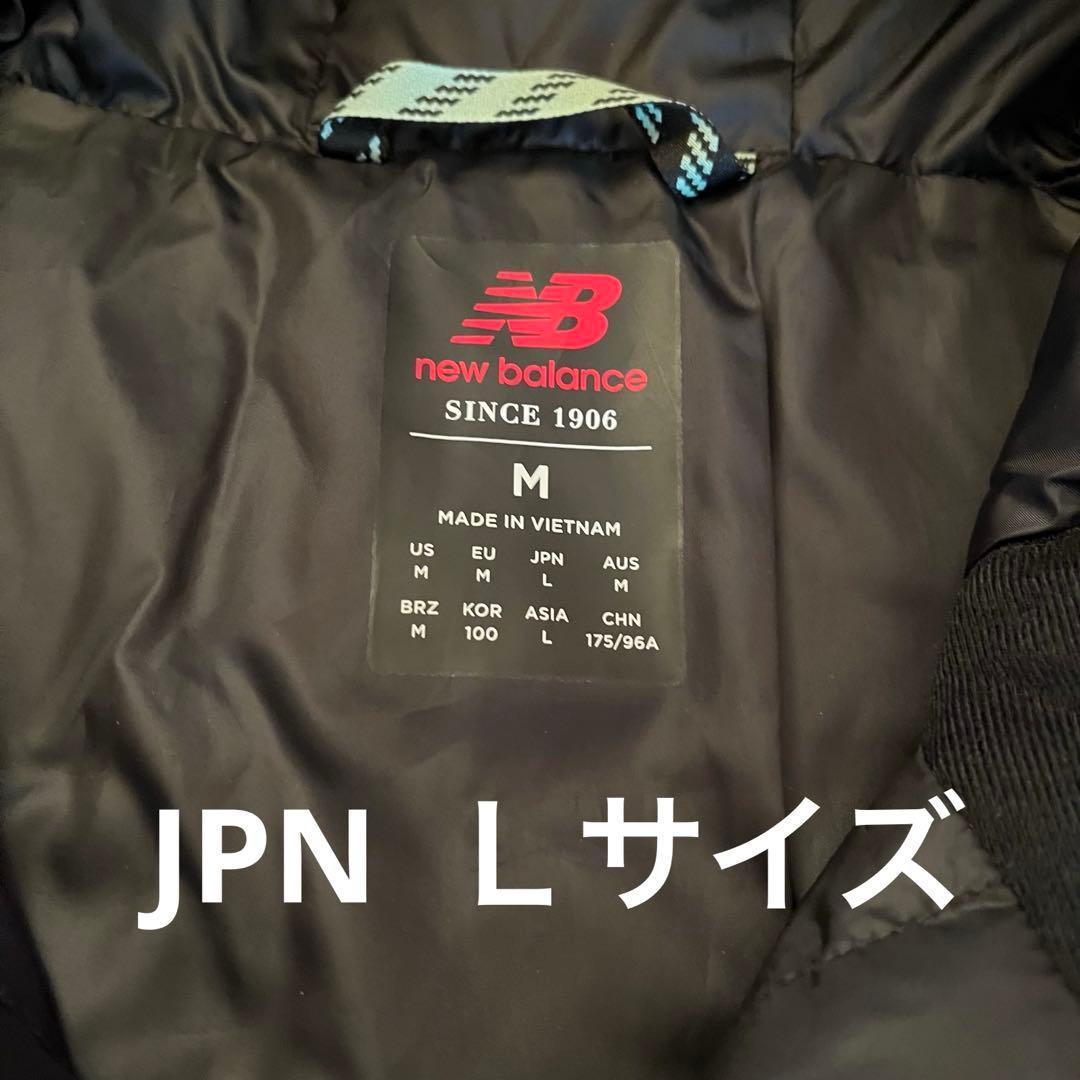 NB
new balance
SINCE 1906
M
MADE IN VIETNAM
US EU JPN AUS
M M L M
BRZ KOR ASIA CHN
M 100 L 175/96A
JPN Lサイズ